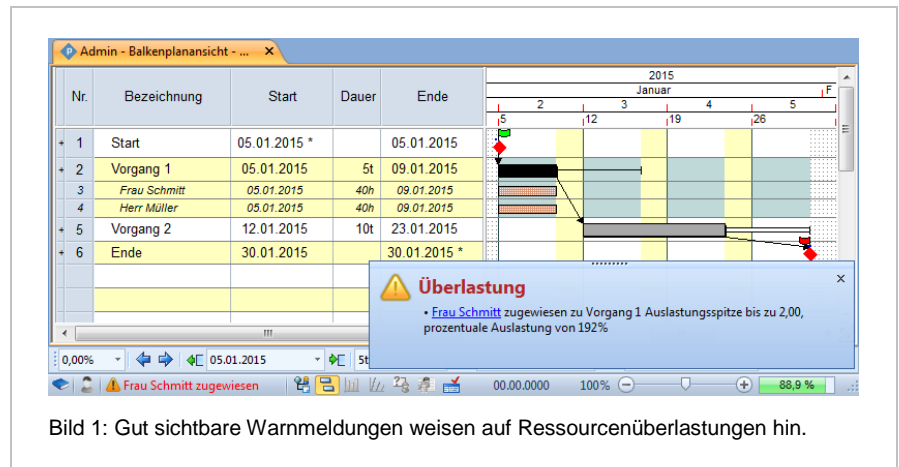 Admin - Balkenplanansicht - ... X
2015
Januar F
Nr. Bezeichnung Start Dauer Ende
2 3 4 5
5 12 19 26
+ 1 Start 05.01.2015 * 05.01.2015
+ 2 Vorgang 1 05.01.2015 5t 09.01.2015
3 Frau Schmitt 05.01.2015 40h 09.01.2015
4 Herr Müller 05.01.2015 40h 09.01.2015
+ 5 Vorgang 2 12.01.2015 10t 23.01.2015
+ 6 Ende 30.01.2015 30.01.2015 *
Überlastung x
• Frau Schmitt zugewiesen zu Vorgang 1 Auslastungsspitze bis zu 2,00,
prozentuale Auslastung von 192%
0,00% 05.01.2015 5t
Frau Schmitt zugewiesen 00.00.0000 100% 88,9 %
Bild 1: Gut sichtbare Warnmeldungen weisen auf Ressourcenüberlastungen hin.